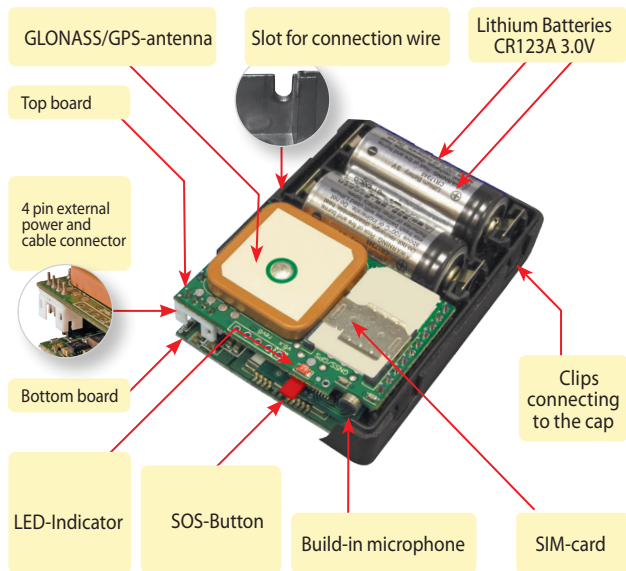 GLONASS/GPS-antenna
Slot for connection wire
Lithium Batteries
CR123A 3.0V
Top board
4 pin external
power and
cable connector
Bottom board
Clips
connecting
to the cap
LED-Indicator
SOS-Button
Build-in microphone
SIM-card